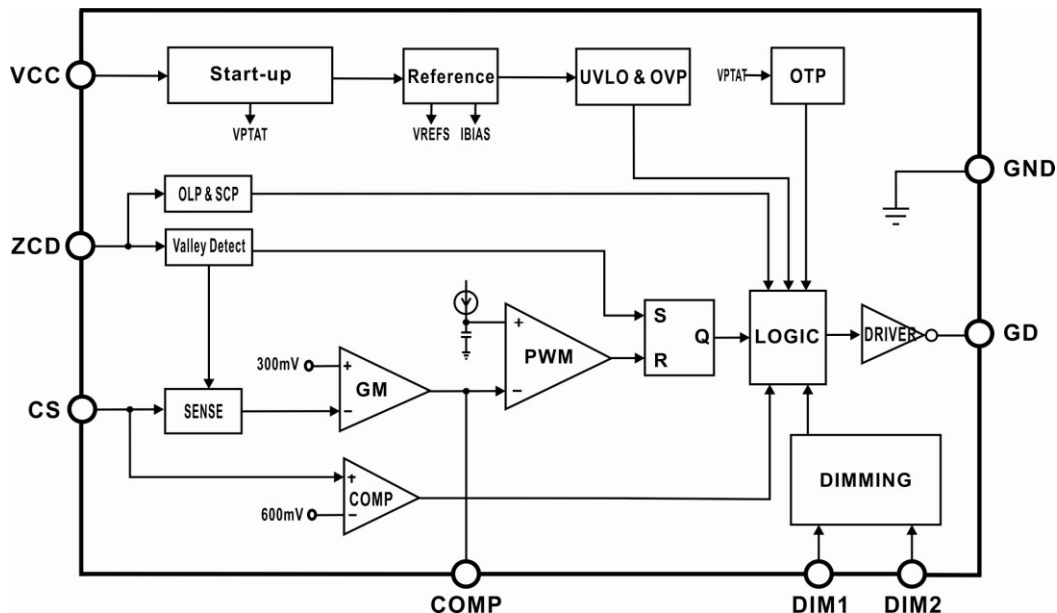 VCC
Start-up
Reference
UVLO & OVP
VPTAT
OTP
VPTAT
VREFS
IBIAS
GND
OLP & SCP
ZCD
Valley Detect
S
R
Q
LOGIC
DRIVER
GD
+
−
PWM
300mV
+
−
GM
CS
SENSE
+
−
COMP
600mV
DIMMING
COMP
DIM1
DIM2